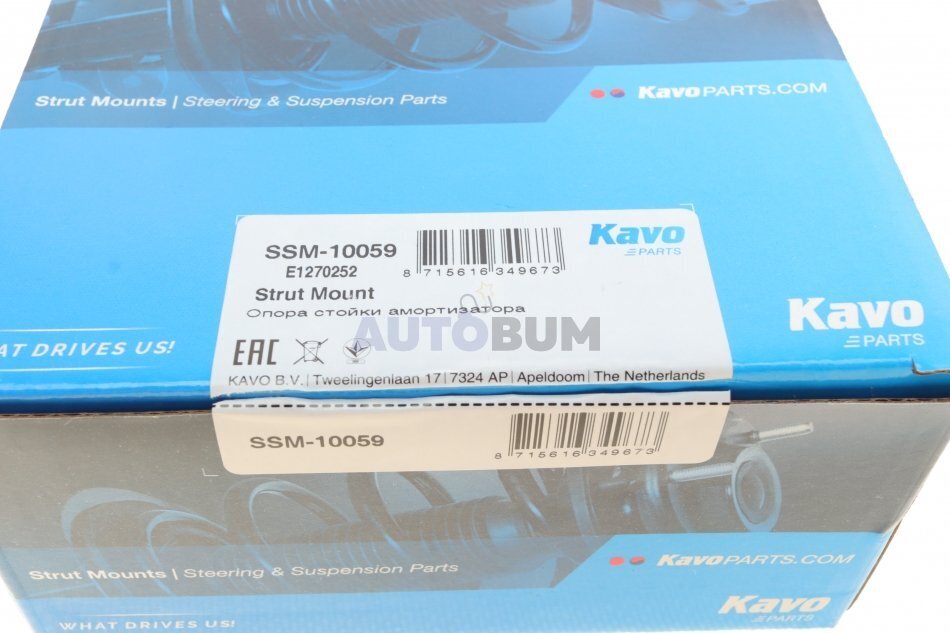 Strut Mounts | Steering & Suspension Parts
KavoPARTS.COM
SSM-10059
E1270252
8 715616 349673
Kavo
PARTS
Strut Mount
Опора стойки амортизатора
AUTOBUM
Kavo
PARTS
AT DRIVES US!
EAC
KAVO B.V. | Tweelingenlaan 17 | 7324 AP | Apeldoorn | The Netherlands
SSM-10059
8 715616 349673
KavoPARTS.COM
Strut Mounts | Steering & Suspension Parts
Kavo
PARTS
WHAT DRIVES US!